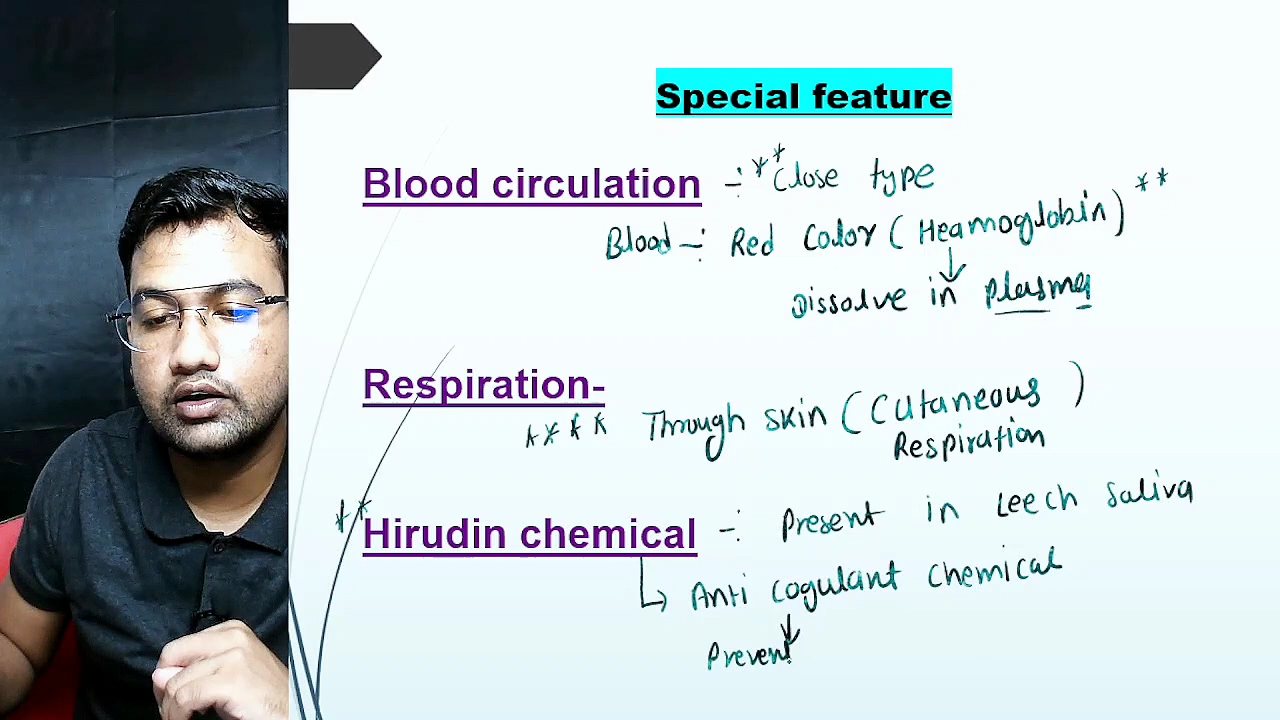 Special feature
Blood circulation -: **Close type
Blood -: Red Color (Heamoglobin) **
↓
Dissolve in plasma
Respiration-
**** Through skin (Cutaneous)
Respiration
** Hirudin chemical -: Present in Leech saliva
↳ Anti cogulant chemical
↓
Prevent